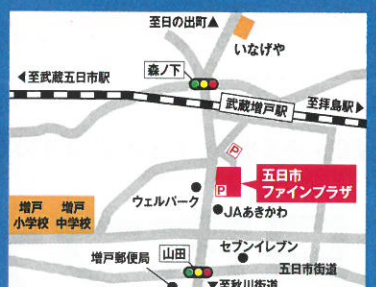 至日の出町▲
いなげや
◀至武蔵五日市駅
森ノ下
武蔵増戸駅
至拝島駅▶
P
五日市
ファインプラザ
P
ウェルパーク
JAあきかわ
増戸
小学校
増戸
中学校
セブンイレブン
増戸郵便局
山田
五日市街道
▼至秋川街道